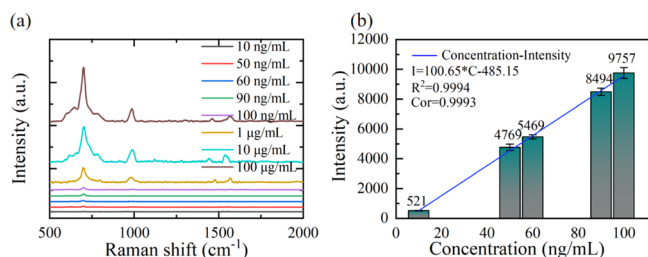 (a)
Intensity (a.u.)
10 ng/mL
50 ng/mL
60 ng/mL
90 ng/mL
100 ng/mL
1 μg/mL
10 μg/mL
100 μg/mL
500 1000 1500 2000
Raman shift (cm⁻¹)
(b)
Intensity (a.u.)
12000
10000
8000
6000
4000
2000
0
Concentration-Intensity
I=100.65*C-485.15
R²=0.9994
Cor=0.9993
521
4769
5469
8494
9757
0 20 40 60 80 100
Concentration (ng/mL)